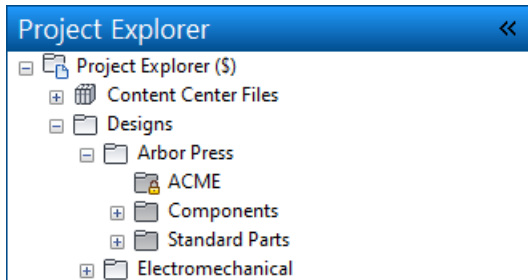 Project Explorer
Project Explorer ($)
Content Center Files
Designs
Arbor Press
ACME
Components
Standard Parts
Electromechanical